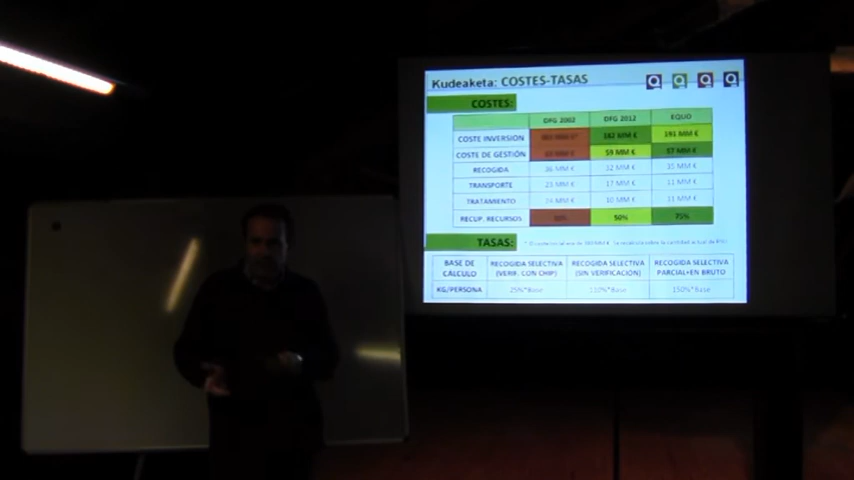 Kudeaketa: COSTES-TASAS
COSTES:
DFG 2002 DFG 2012 EQUO
COSTE INVERSIÓN 182 MM € 193 MM €
COSTE DE GESTIÓN 59 MM € 57 MM €
RECOGIDA 36 MM € 32 MM € 35 MM €
TRANSPORTE 23 MM € 17 MM € 11 MM €
TRATAMIENTO 24 MM € 10 MM € 11 MM €
RECUP. RECURSOS 50% 75%
TASAS:
BASE DE CÁLCULO RECOGIDA SELECTIVA (VERIF. CON CHIP) RECOGIDA SELECTIVA (SIN VERIFICACIÓN) RECOGIDA SELECTIVA PARCIAL+EN BRUTO
KG/PERSONA 25%*Base 110%*Base 150%*Base